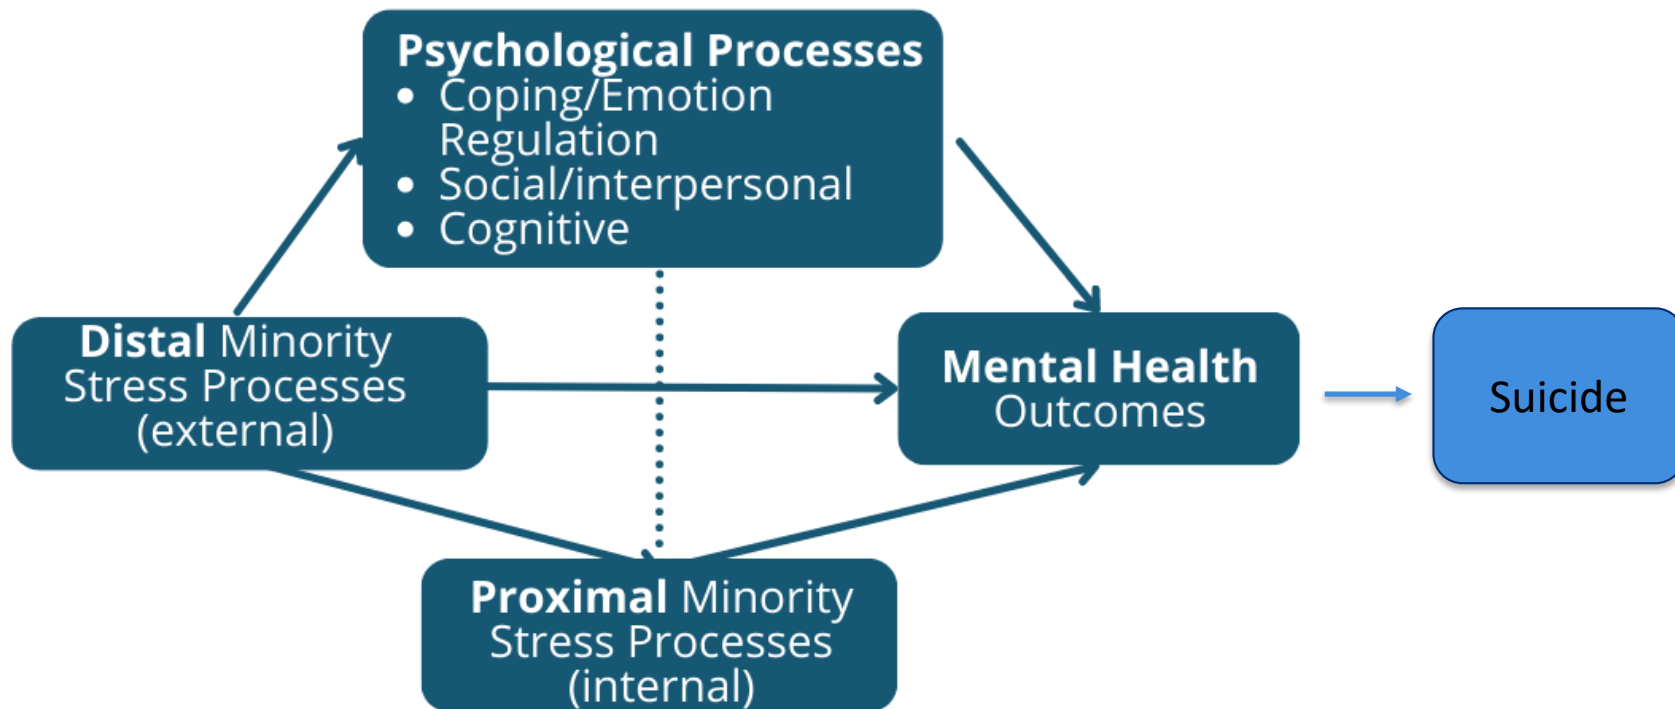 Psychological Processes
• Coping/Emotion
Regulation
• Social/interpersonal
• Cognitive
Distal Minority
Stress Processes
(external)
Mental Health
Outcomes
Suicide
Proximal Minority
Stress Processes
(internal)